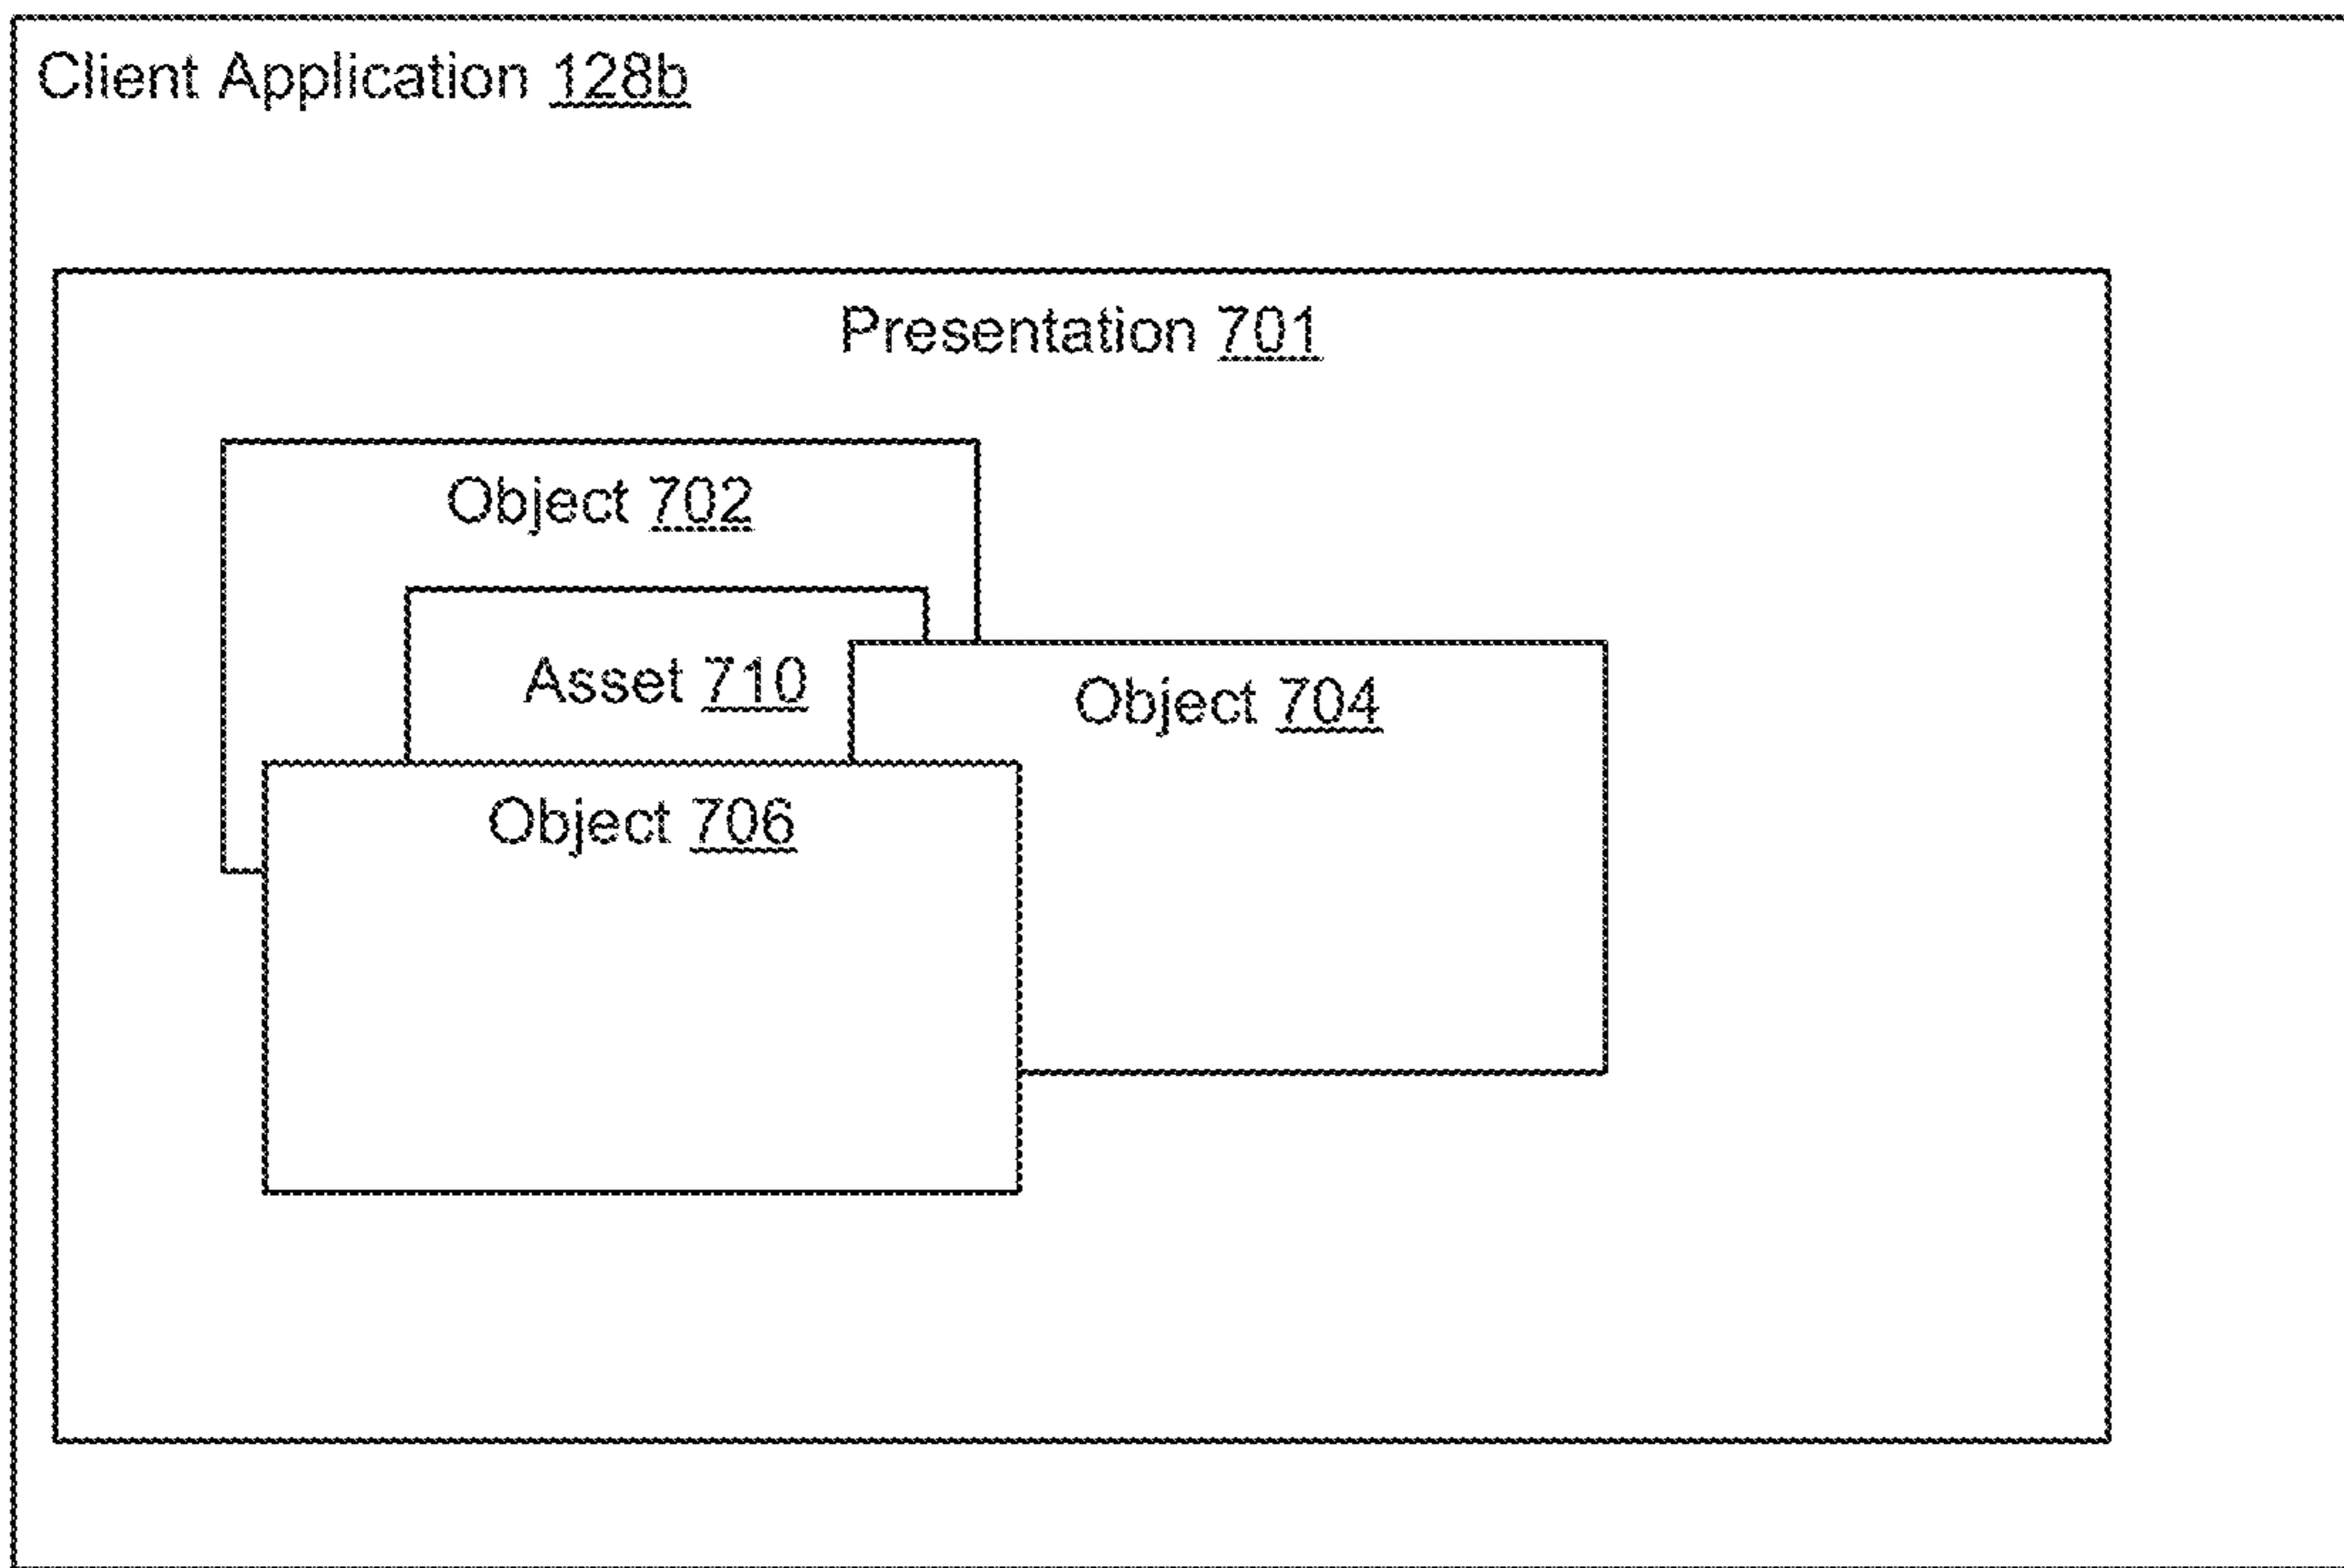 Client Application 128b
Presentation 701
Object 702
Asset 710
Object 704
Object 706